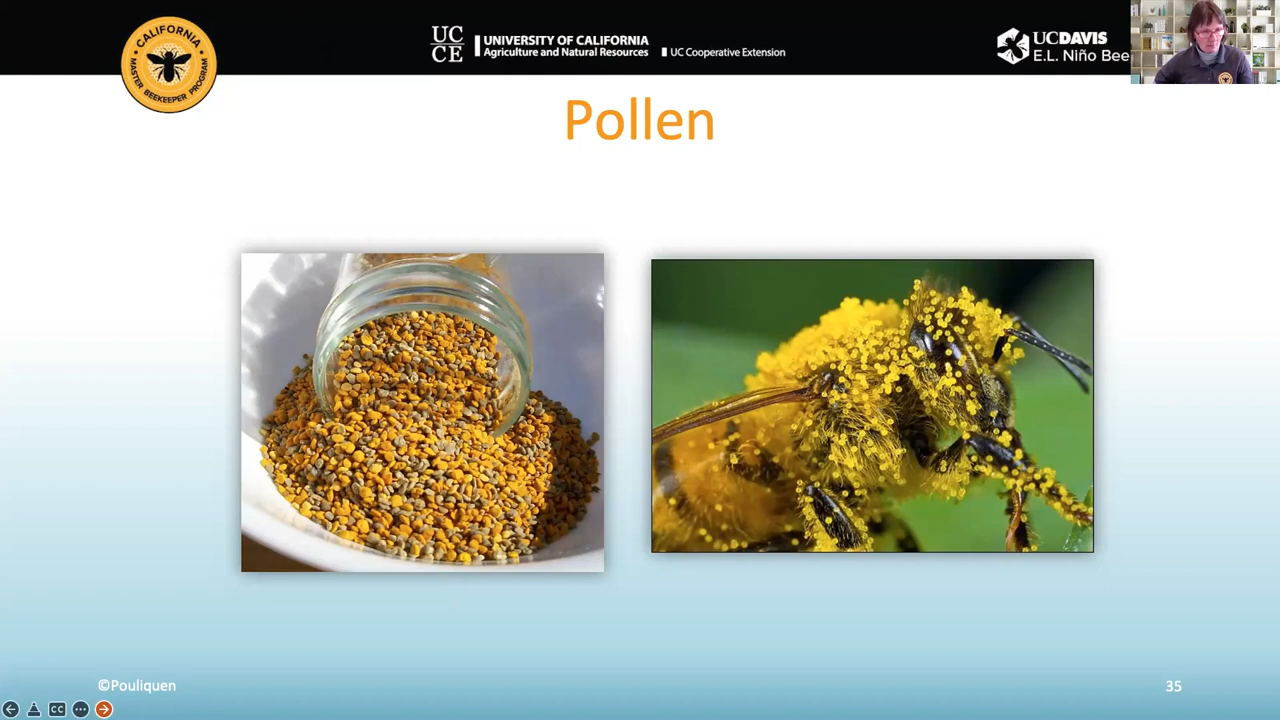 CALIFORNIA
MASTER BEEKEEPER PROGRAM
UC
CE
UNIVERSITY OF CALIFORNIA
Agriculture and Natural Resources
UC Cooperative Extension
UCDAVIS
E.L. Niño Bee
Pollen
©Pouliquen
35
CC